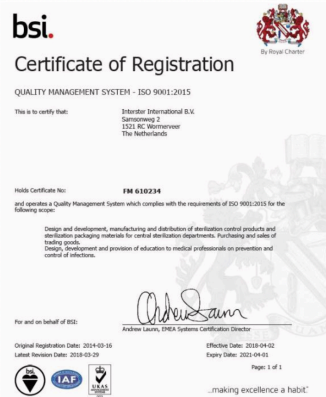 bsi.
By Royal Charter
Certificate of Registration
QUALITY MANAGEMENT SYSTEM - ISO 9001:2015
This is to certify that: Interster International B.V.
Samsonweg 2
1521 RC Wormerveer
The Netherlands
Holds Certificate No: FM 610234
and operates a Quality Management System which complies with the requirements of ISO 9001:2015 for the
following scope:
Design and development, manufacturing and distribution of sterilization control products and
sterilization packaging materials for central sterilization departments. Purchasing and sales of
trading goods.
Design, development and provision of education to medical professionals on prevention and
control of infections.
For and on behalf of BSI:
Andrew Launn, EMEA Systems Certification Director
Original Registration Date: 2014-03-16 Effective Date: 2018-04-02
Latest Revision Date: 2018-03-29 Expiry Date: 2021-04-01
Page: 1 of 1
bsi
IAF
UKAS
...making excellence a habit.™